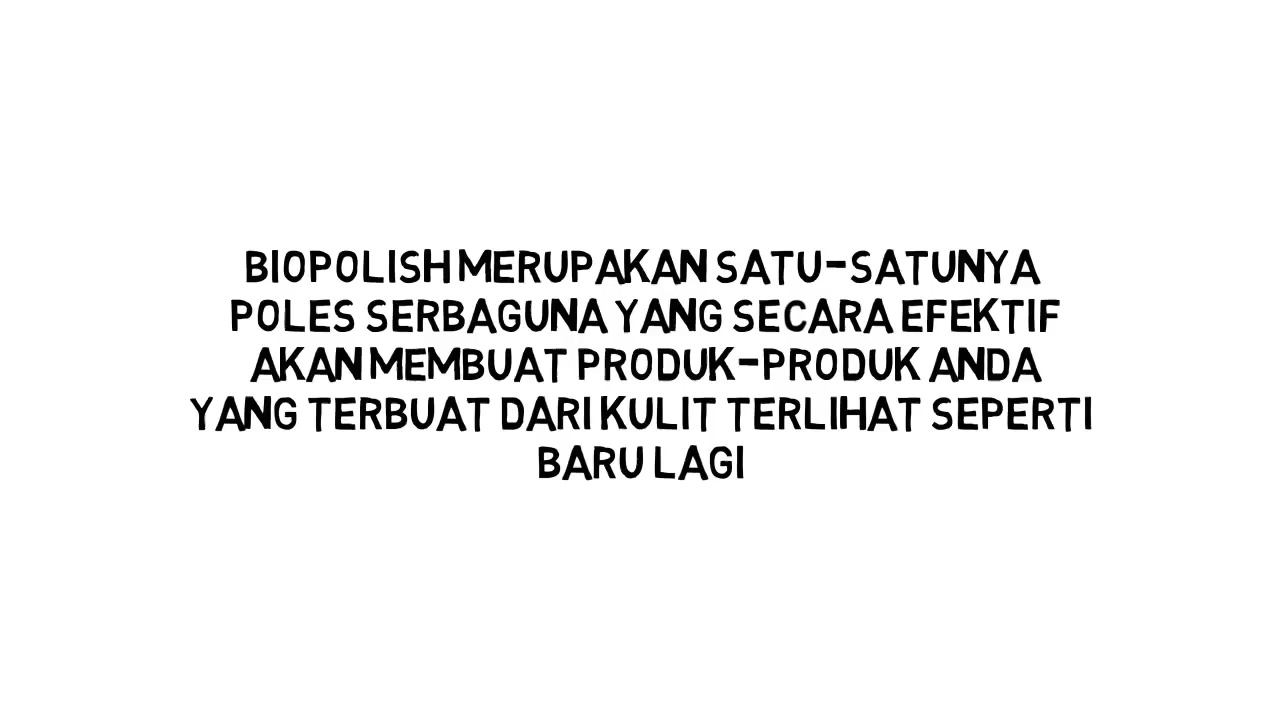 BIOPOLISH MERUPAKAN SATU-SATUNYA
POLES SERBAGUNA YANG SECARA EFEKTIF
AKAN MEMBUAT PRODUK-PRODUK ANDA
YANG TERBUAT DARI KULIT TERLIHAT SEPERTI
BARU LAGI